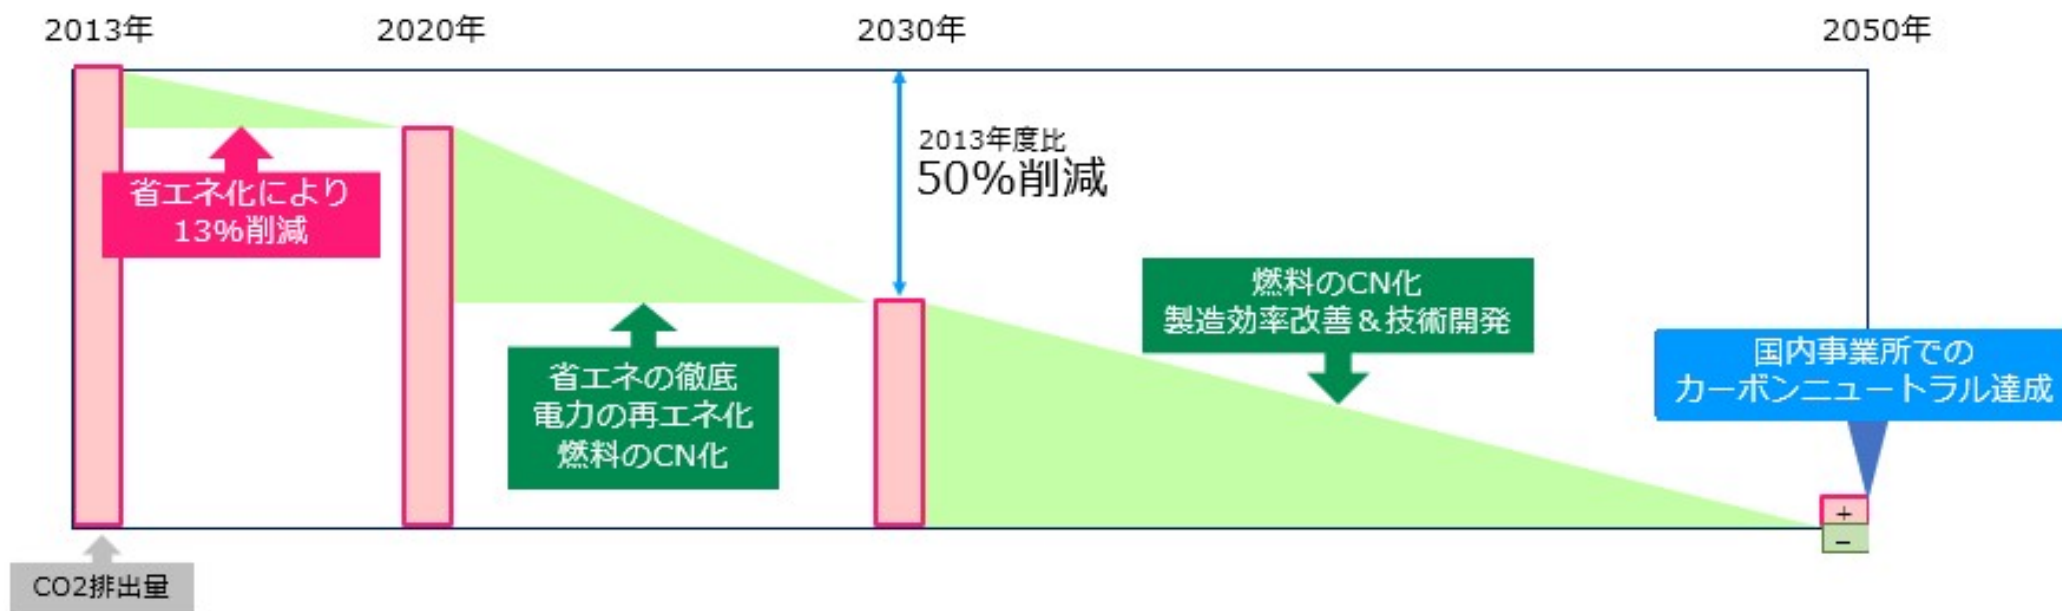 2013年
2020年
2030年
2050年
2013年度比
50%削減
省エネ化により
13%削減
燃料のCN化
製造効率改善&技術開発
省エネの徹底
電力の再エネ化
燃料のCN化
国内事業所での
カーボンニュートラル達成
+
−
CO2排出量